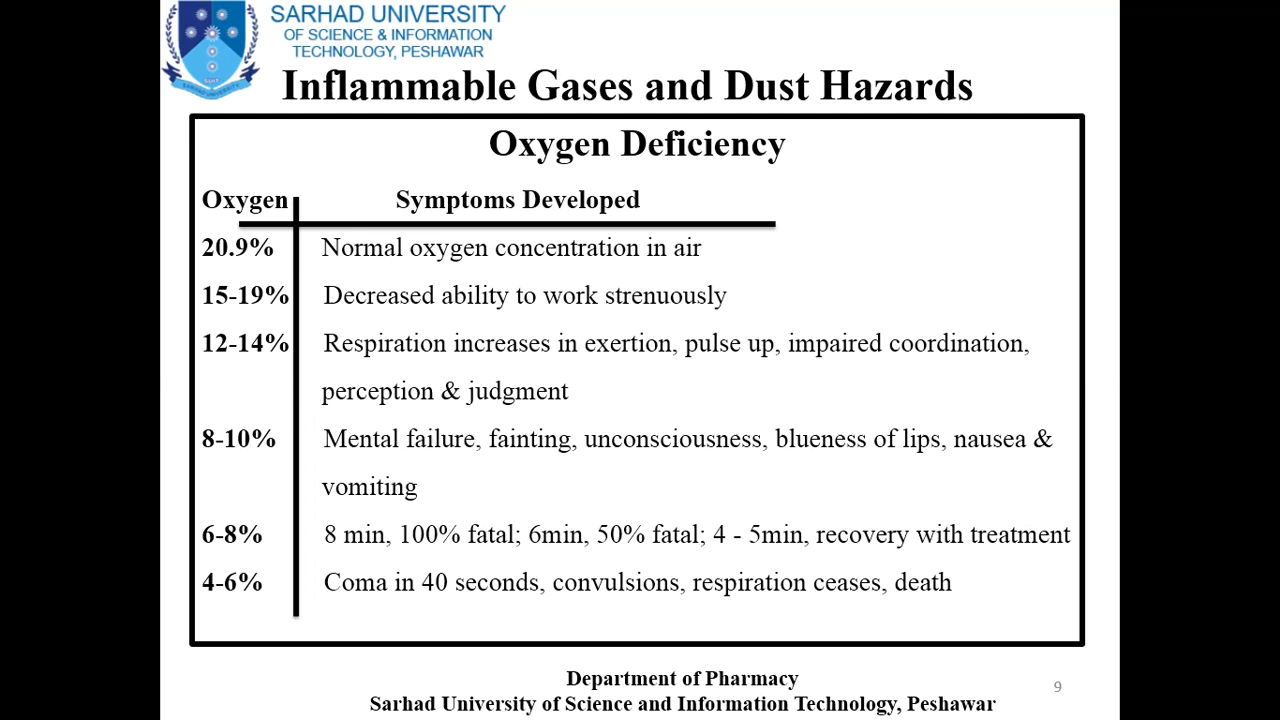 SARHAD UNIVERSITY
OF SCIENCE & INFORMATION
TECHNOLOGY, PESHAWAR
Inflammable Gases and Dust Hazards
Oxygen Deficiency
Oxygen Symptoms Developed
20.9% Normal oxygen concentration in air
15-19% Decreased ability to work strenuously
12-14% Respiration increases in exertion, pulse up, impaired coordination,
perception & judgment
8-10% Mental failure, fainting, unconsciousness, blueness of lips, nausea &
vomiting
6-8% 8 min, 100% fatal; 6min, 50% fatal; 4 - 5min, recovery with treatment
4-6% Coma in 40 seconds, convulsions, respiration ceases, death
Department of Pharmacy
9
Sarhad University of Science and Information Technology, Peshawar